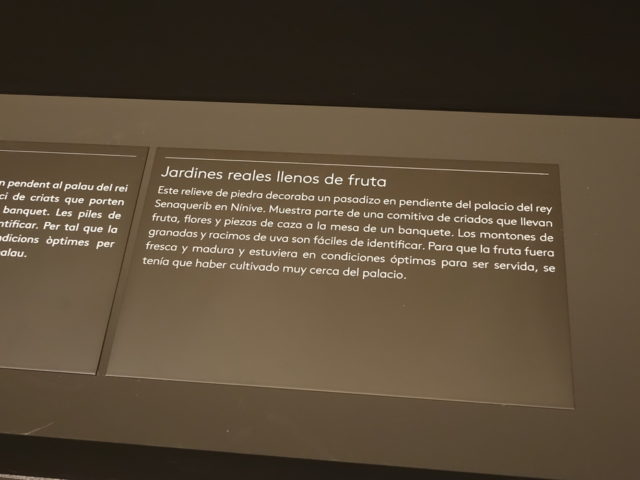 n pendent al palau del rei
ci de criats que porten
banquet. Les piles de
ntificar. Per tal que la
ndicions òptimes per
alau.
Jardines reales llenos de fruta
Este relieve de piedra decoraba un pasadizo en pendiente del palacio del rey
Senaquerib en Nínive. Muestra parte de una comitiva de criados que llevan
fruta, flores y piezas de caza a la mesa de un banquete. Los montones de
granadas y racimos de uva son fáciles de identificar. Para que la fruta fuera
fresca y madura y estuviera en condiciones óptimas para ser servida, se
tenía que haber cultivado muy cerca del palacio.